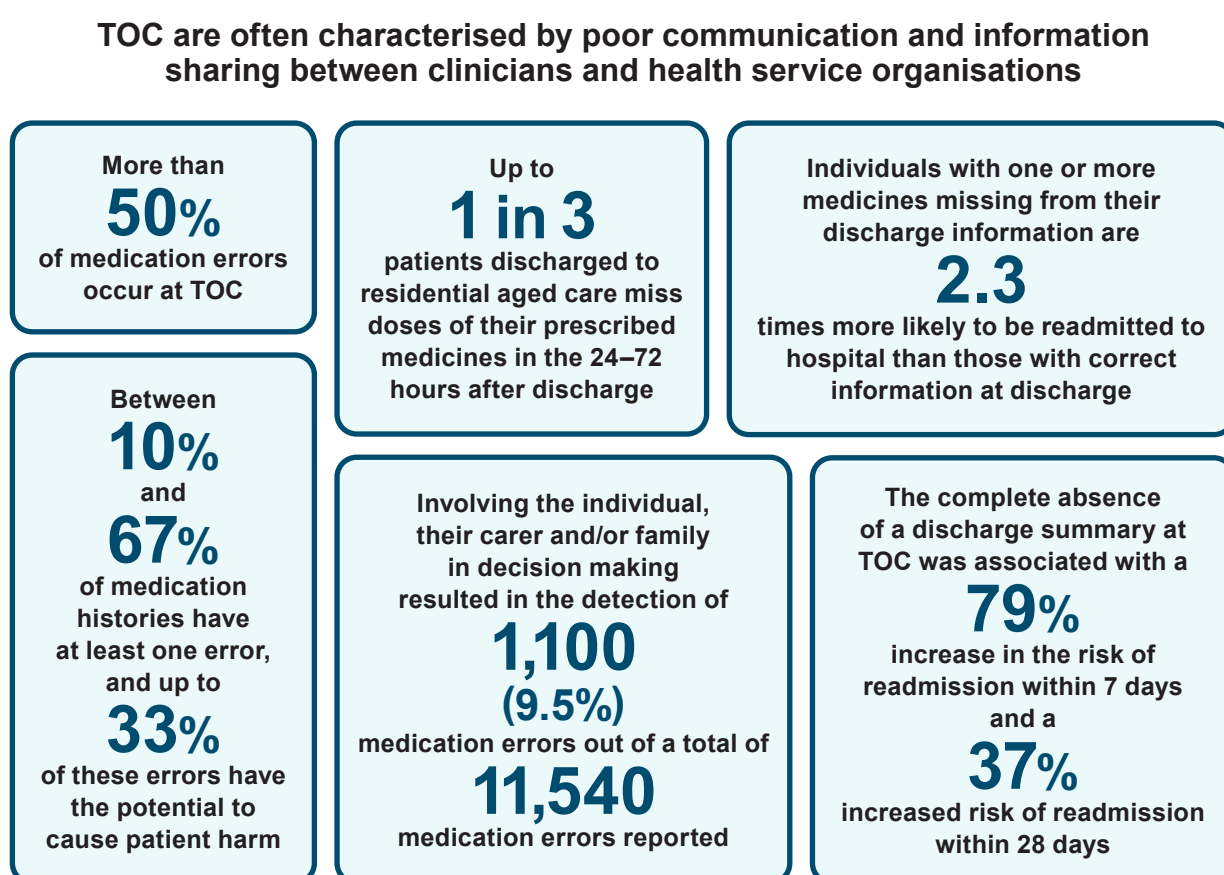 TOC are often characterised by poor communication and information
sharing between clinicians and health service organisations
More than
50%
of medication errors
occur at TOC
Up to
1 in 3
patients discharged to
residential aged care miss
doses of their prescribed
medicines in the 24–72
hours after discharge
Individuals with one or more
medicines missing from their
discharge information are
2.3
times more likely to be readmitted to
hospital than those with correct
information at discharge
Between
10%
and
67%
of medication
histories have
at least one error,
and up to
33%
of these errors have
the potential to
cause patient harm
Involving the individual,
their carer and/or family
in decision making
resulted in the detection of
1,100
(9.5%)
medication errors out of a total of
11,540
medication errors reported
The complete absence
of a discharge summary at
TOC was associated with a
79%
increase in the risk of
readmission within 7 days
and a
37%
increased risk of readmission
within 28 days